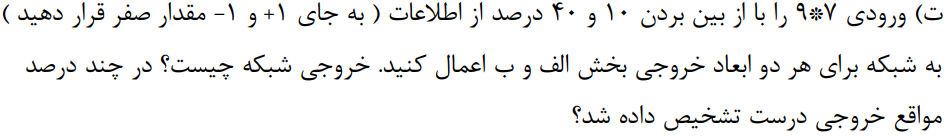 ت) ورودی ۷*۹ را با از بین بردن ۱۰ و ۴۰ درصد از اطلاعات ( به جای ۱+ و ۱- مقدار صفر قرار دهید )
به شبکه برای هر دو ابعاد خروجی بخش الف و ب اعمال کنید. خروجی شبکه چیست؟ در چند درصد
مواقع خروجی درست تشخیص داده شد؟